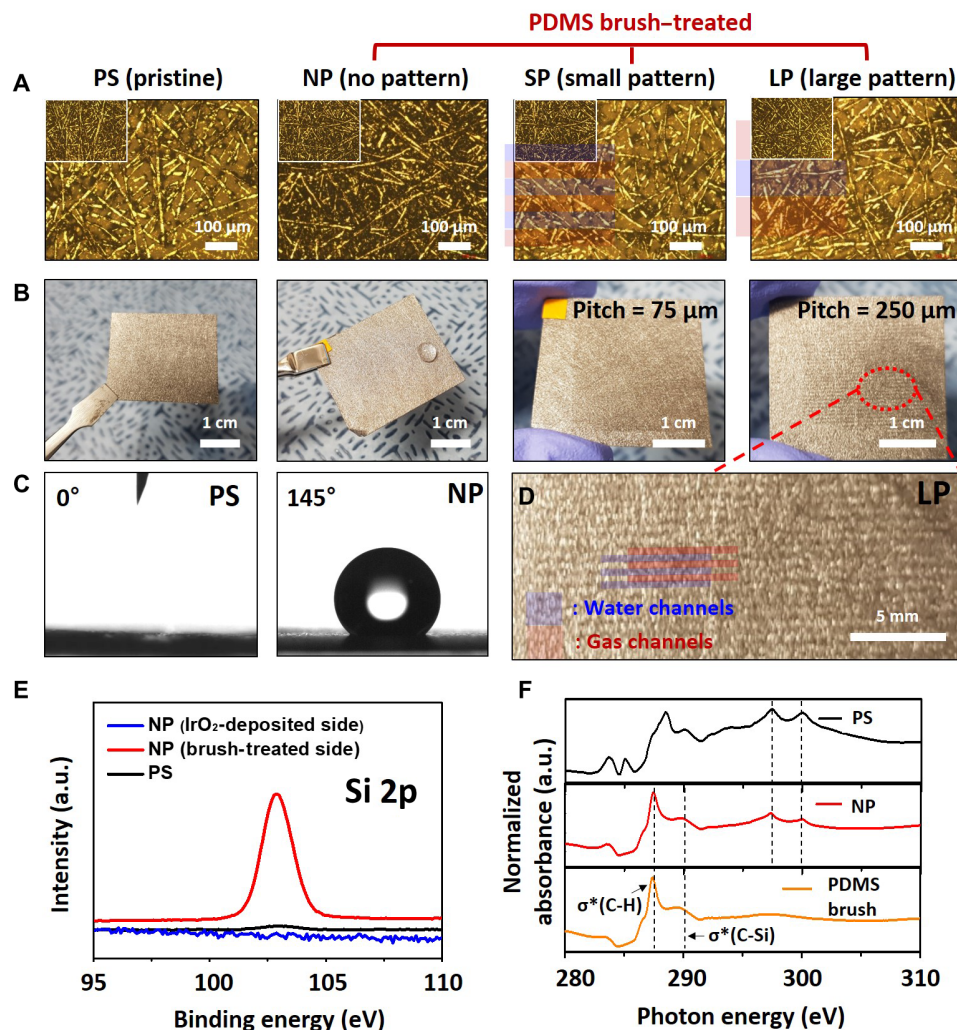 PDMS brush–treated
PS (pristine)
NP (no pattern)
SP (small pattern)
LP (large pattern)
A
100 µm
100 µm
100 µm
100 µm
B
1 cm
1 cm
Pitch = 75 µm
1 cm
Pitch = 250 µm
1 cm
C
0°
PS
145°
NP
D
LP
: Water channels
: Gas channels
5 mm
E
NP (IrO₂-deposited side)
NP (brush-treated side)
PS
Si 2p
Intensity (a.u.)
95
100
105
110
Binding energy (eV)
F
PS
NP
PDMS
brush
σ*(C-H)
σ*(C-Si)
Normalized
absorbance (a.u.)
280
290
300
310
Photon energy (eV)